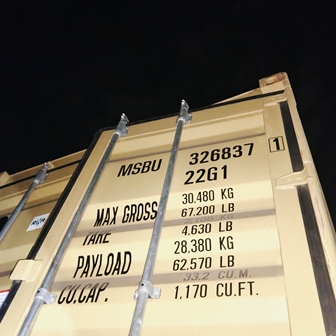 MSBU 326837 1
22G1
MAX GROSS 30.480 KG
67.200 LB
TARE
4,630 LB
PAYLOAD 28.380 KG
62,570 LB
33.2 CU.M.
CU.CAP. 1,170 CU.FT.